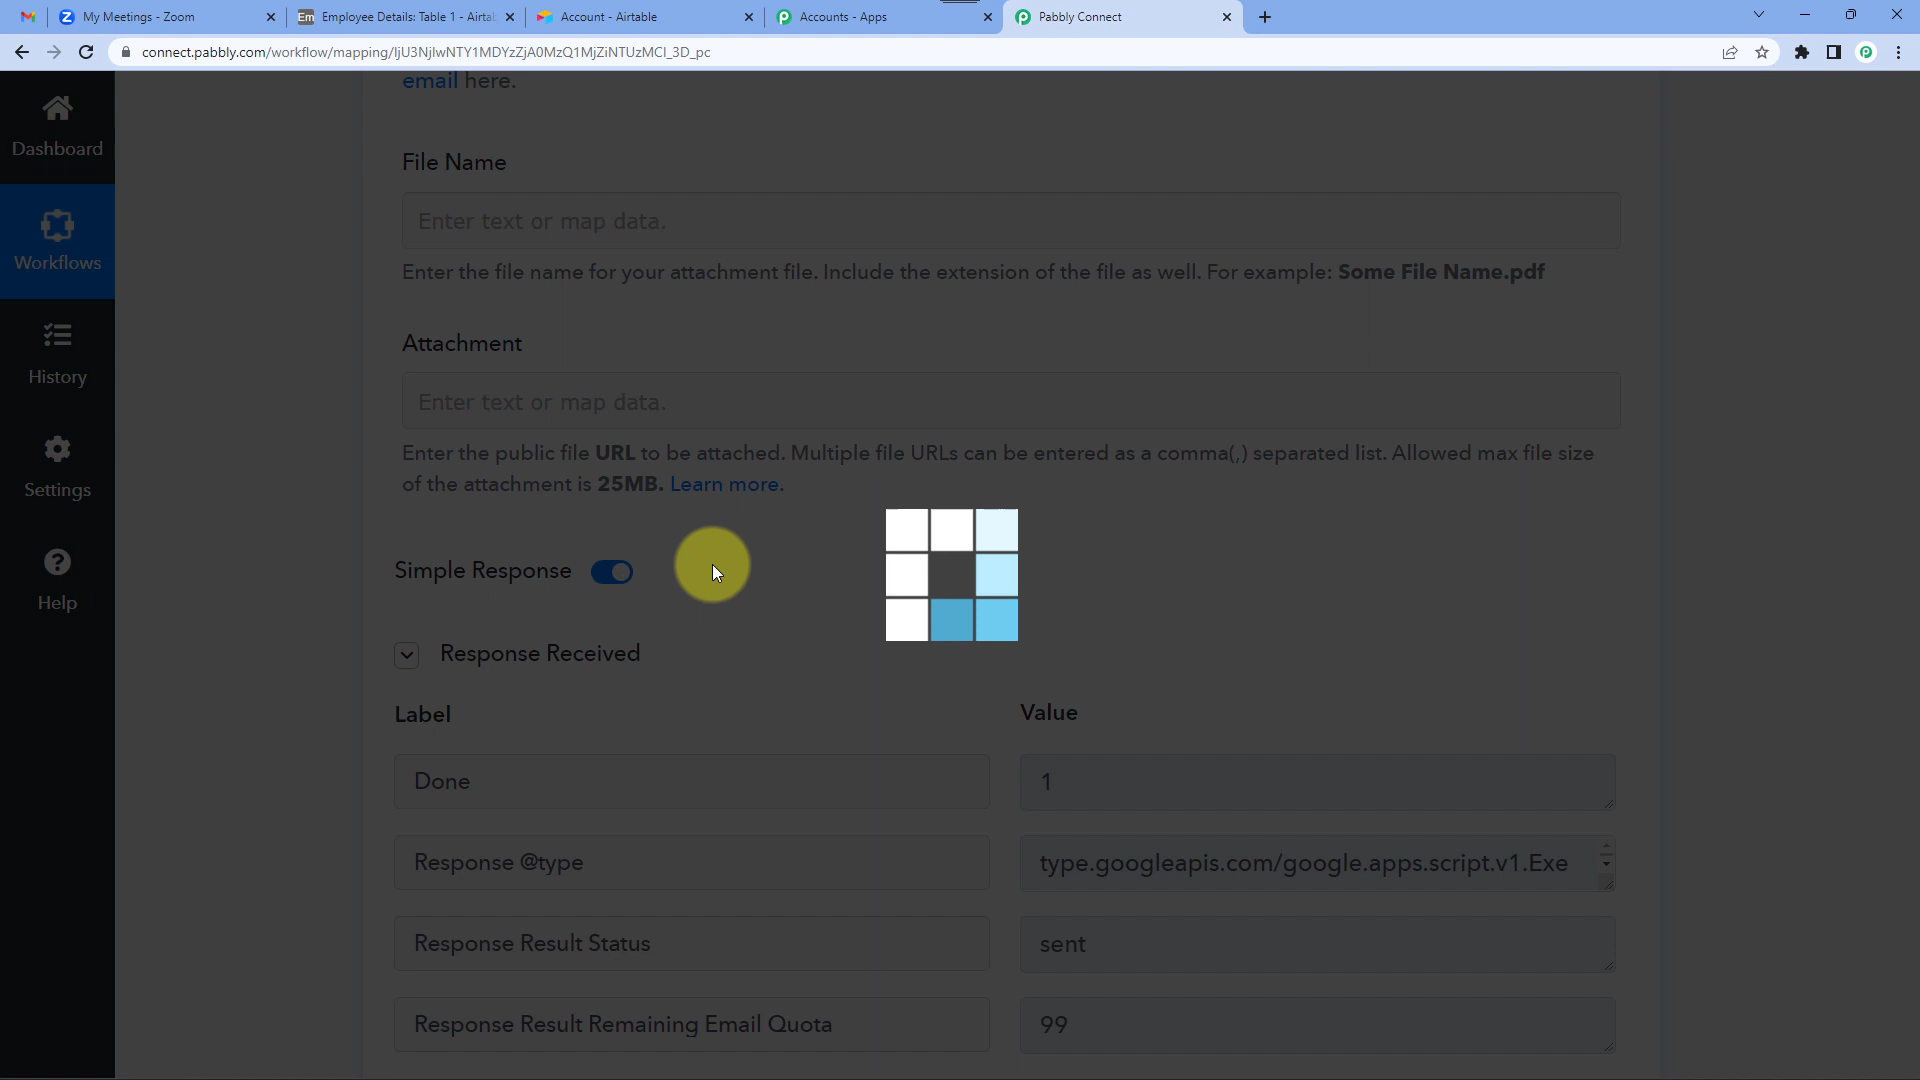 My Meetings - Zoom
Em
Employee Details: Table 1 - Airtab
Account - Airtable
Accounts - Apps
Pabbly Connect
connect.pabbly.com/workflow/mapping/IjU3NjIwNTY1MDYzZjA0MzQ1MjZiNTUzMCI_3D_pc
email here.
Dashboard
Workflows
History
Settings
Help
File Name
Enter text or map data.
Enter the file name for your attachment file. Include the extension of the file as well. For example: Some File Name.pdf
Attachment
Enter text or map data.
Enter the public file URL to be attached. Multiple file URLs can be entered as a comma(,) separated list. Allowed max file size
of the attachment is 25MB. Learn more.
Simple Response
Response Received
Label
Value
Done
1
Response @type
type.googleapis.com/google.apps.script.v1.Exe
Response Result Status
sent
Response Result Remaining Email Quota
99